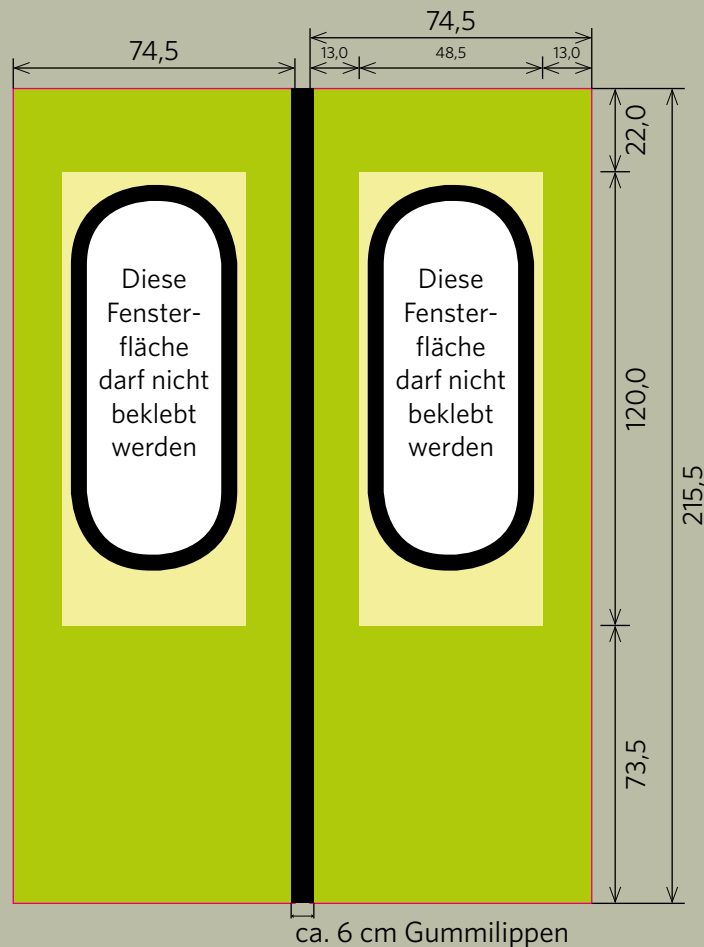 74,5
74,5
13,0
48,5
13,0
22,0
Diese
Fenster-
fläche
darf nicht
beklebt
werden
Diese
Fenster-
fläche
darf nicht
beklebt
werden
120,0
215,5
73,5
ca. 6 cm Gummilippen